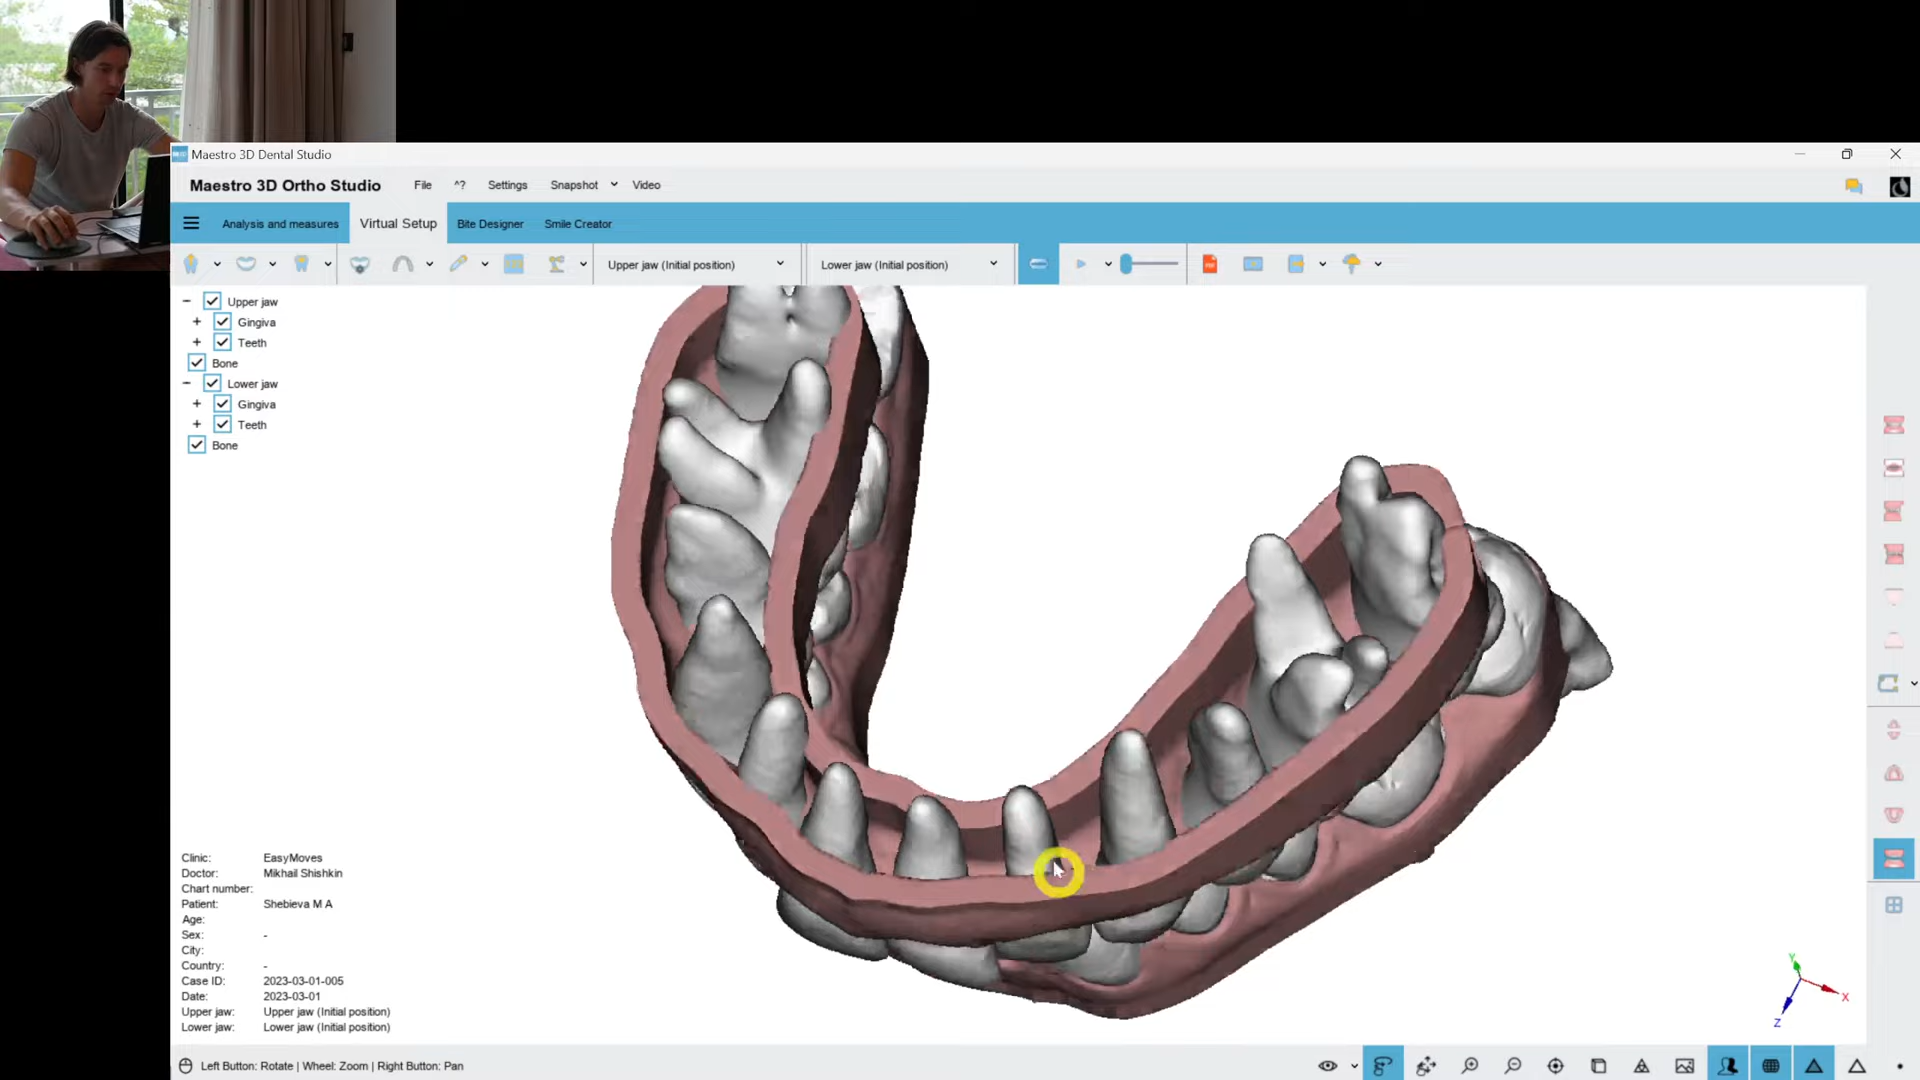 Maestro 3D Dental Studio
Maestro 3D Ortho Studio File ^? Settings Snapshot Video
Analysis and measures Virtual Setup Bite Designer Smile Creator
Upper jaw (Initial position) Lower jaw (Initial position)
Upper jaw
Gingiva
Teeth
Bone
Lower jaw
Gingiva
Teeth
Bone
Clinic: EasyMoves
Doctor: Mikhail Shishkin
Chart number:
Patient: Shebieva M A
Age:
Sex: -
City:
Country: -
Case ID: 2023-03-01-005
Date: 2023-03-01
Upper jaw: Upper jaw (Initial position)
Lower jaw: Lower jaw (Initial position)
Y
X
Z
Left Button: Rotate | Wheel: Zoom | Right Button: Pan